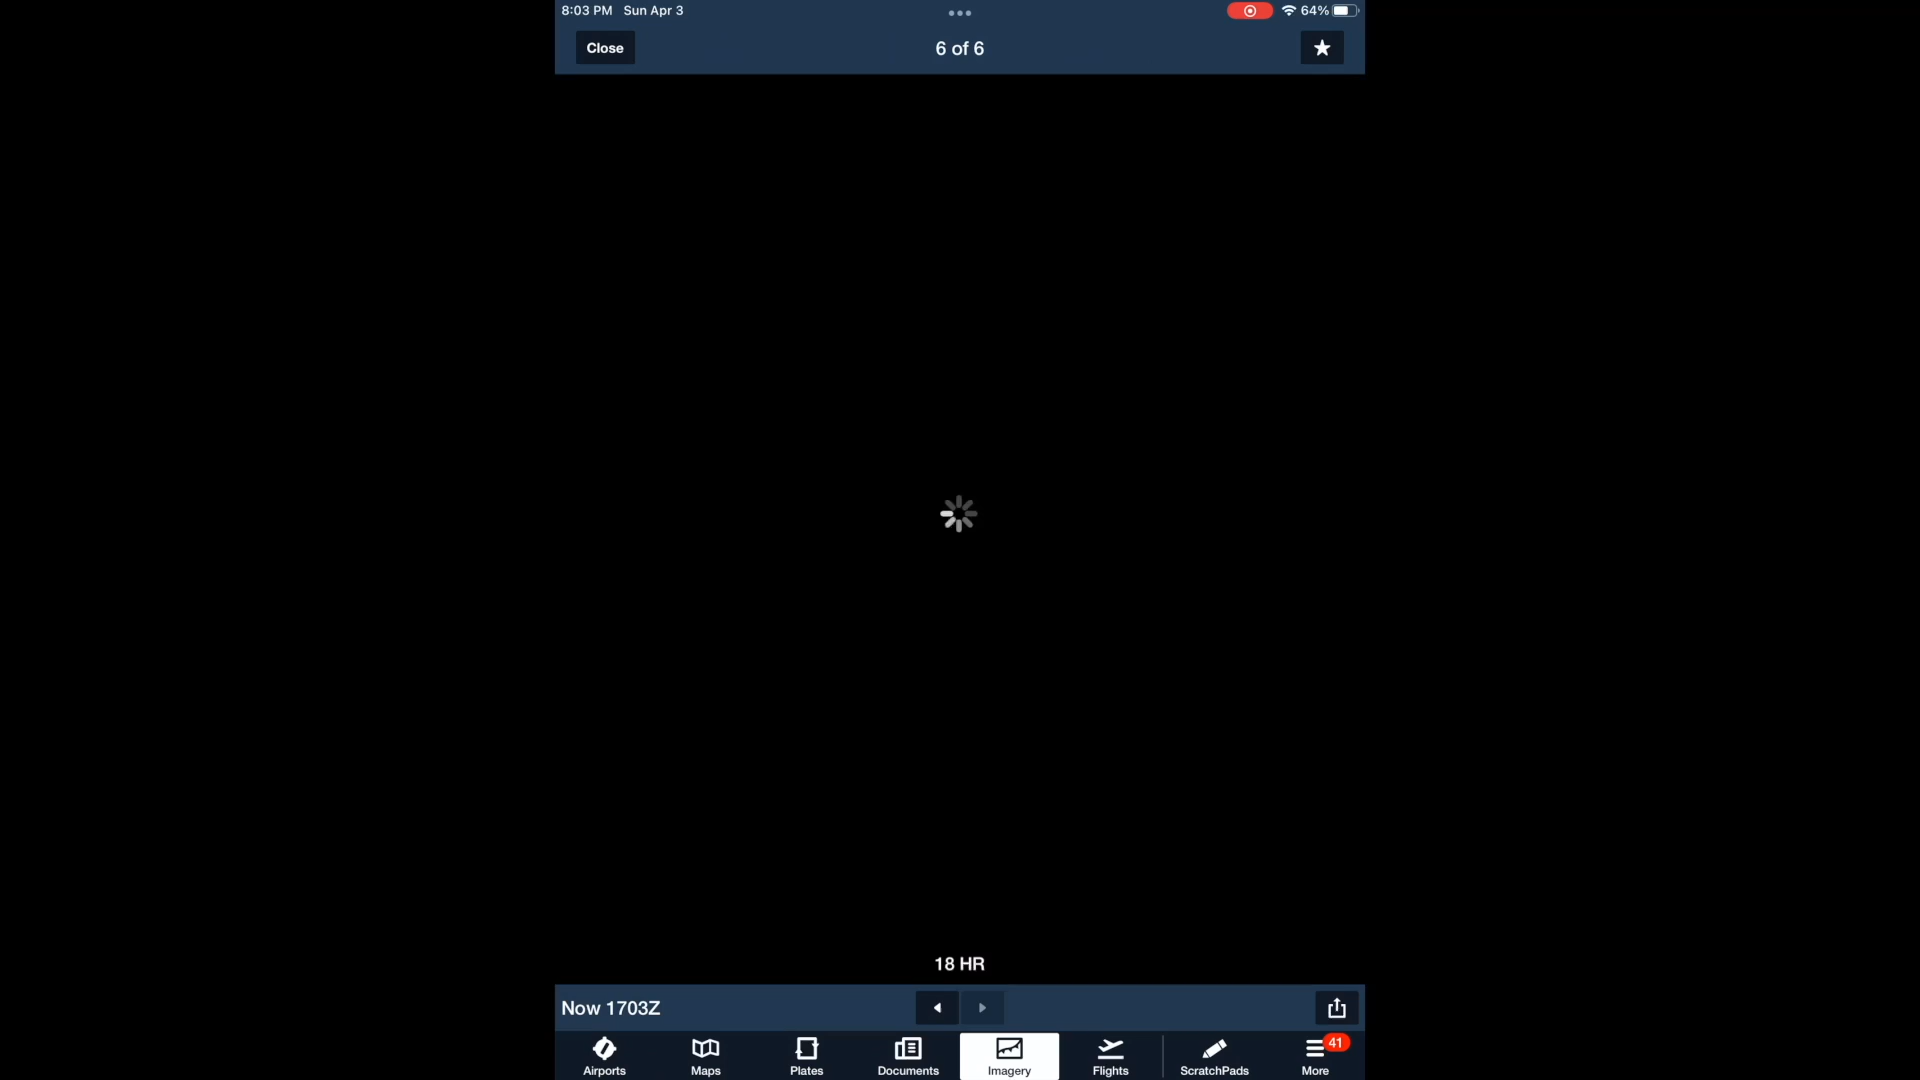 8:03 PM Sun Apr 3
64%
Close
6 of 6
18 HR
Now 1703Z
Airports
Maps
Plates
Documents
Imagery
Flights
ScratchPads
More
41